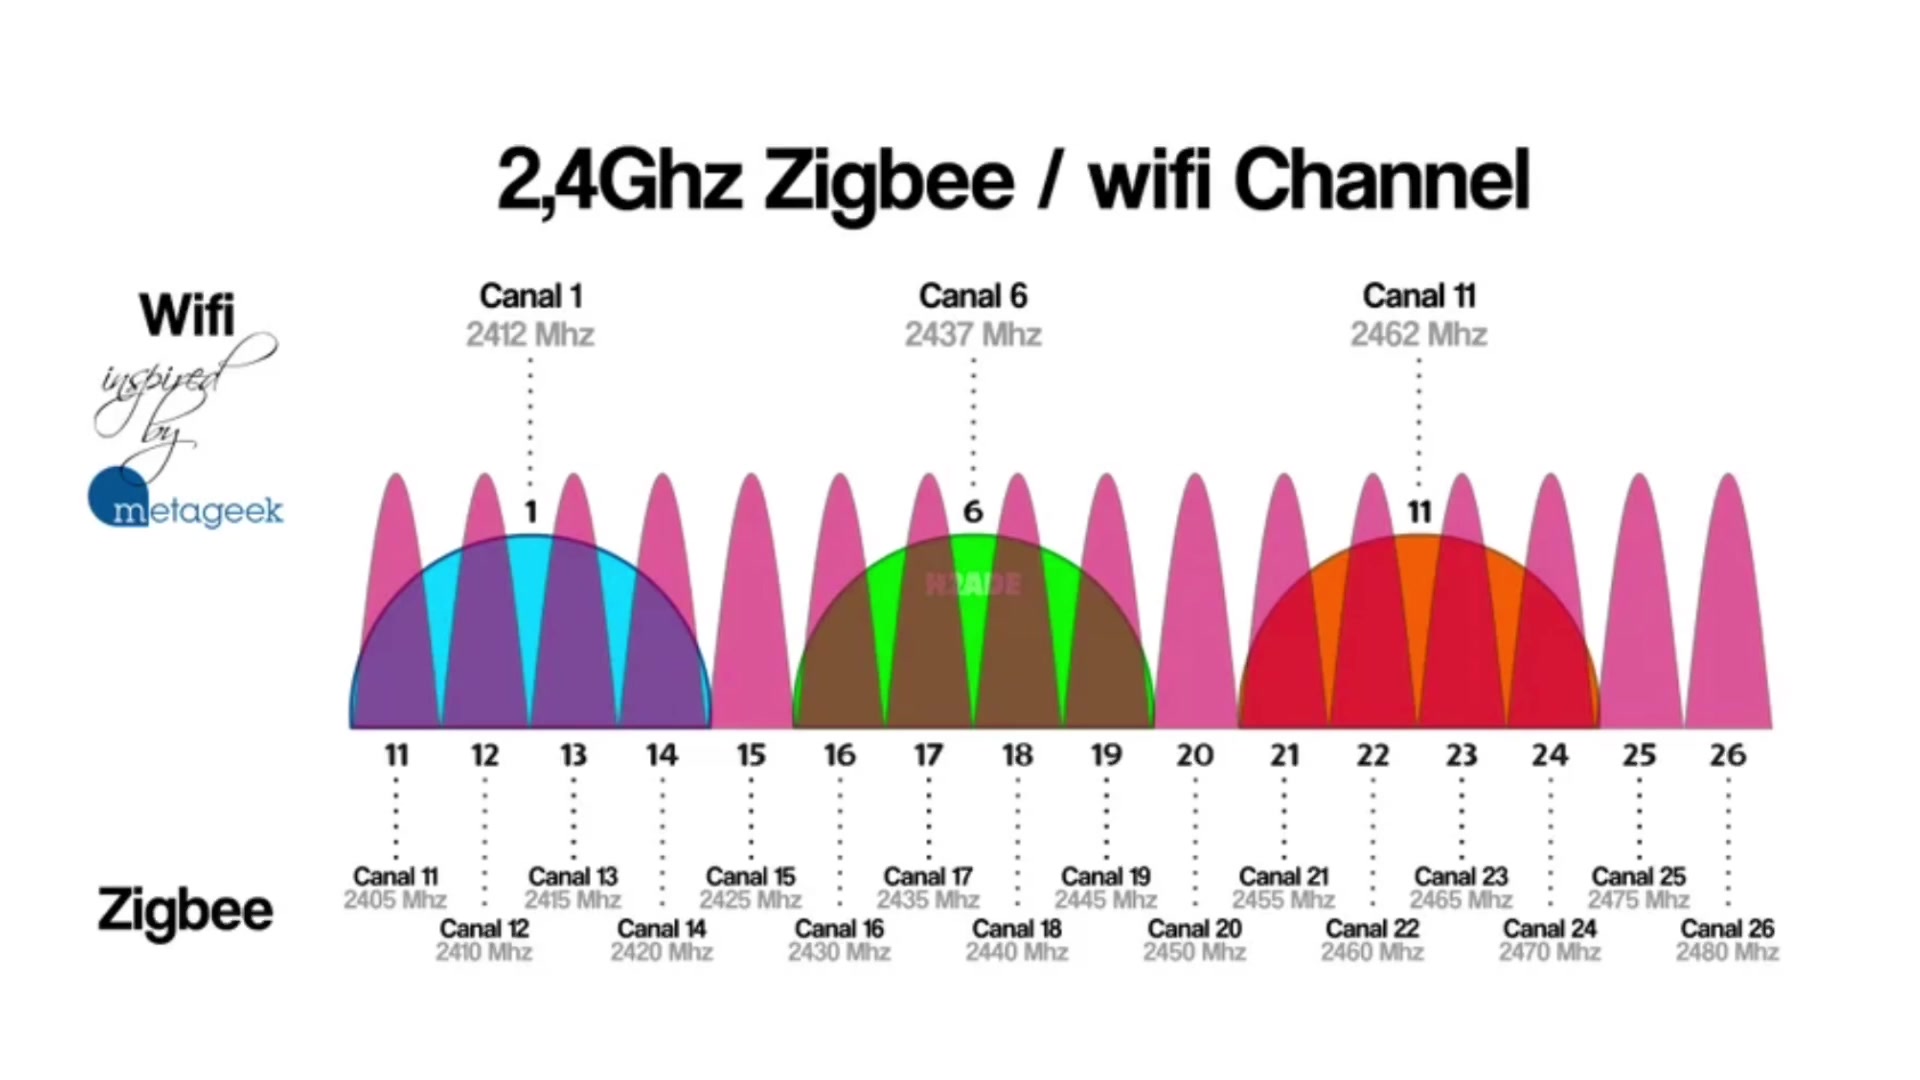 2,4Ghz Zigbee / wifi Channel
Wifi
inspired
by
metageek
Canal 1
2412 Mhz
Canal 6
2437 Mhz
Canal 11
2462 Mhz
1
6
11
H2ADE
11 12 13 14 15 16 17 18 19 20 21 22 23 24 25 26
Zigbee
Canal 11
2405 Mhz
Canal 12
2410 Mhz
Canal 13
2415 Mhz
Canal 14
2420 Mhz
Canal 15
2425 Mhz
Canal 16
2430 Mhz
Canal 17
2435 Mhz
Canal 18
2440 Mhz
Canal 19
2445 Mhz
Canal 20
2450 Mhz
Canal 21
2455 Mhz
Canal 22
2460 Mhz
Canal 23
2465 Mhz
Canal 24
2470 Mhz
Canal 25
2475 Mhz
Canal 26
2480 Mhz